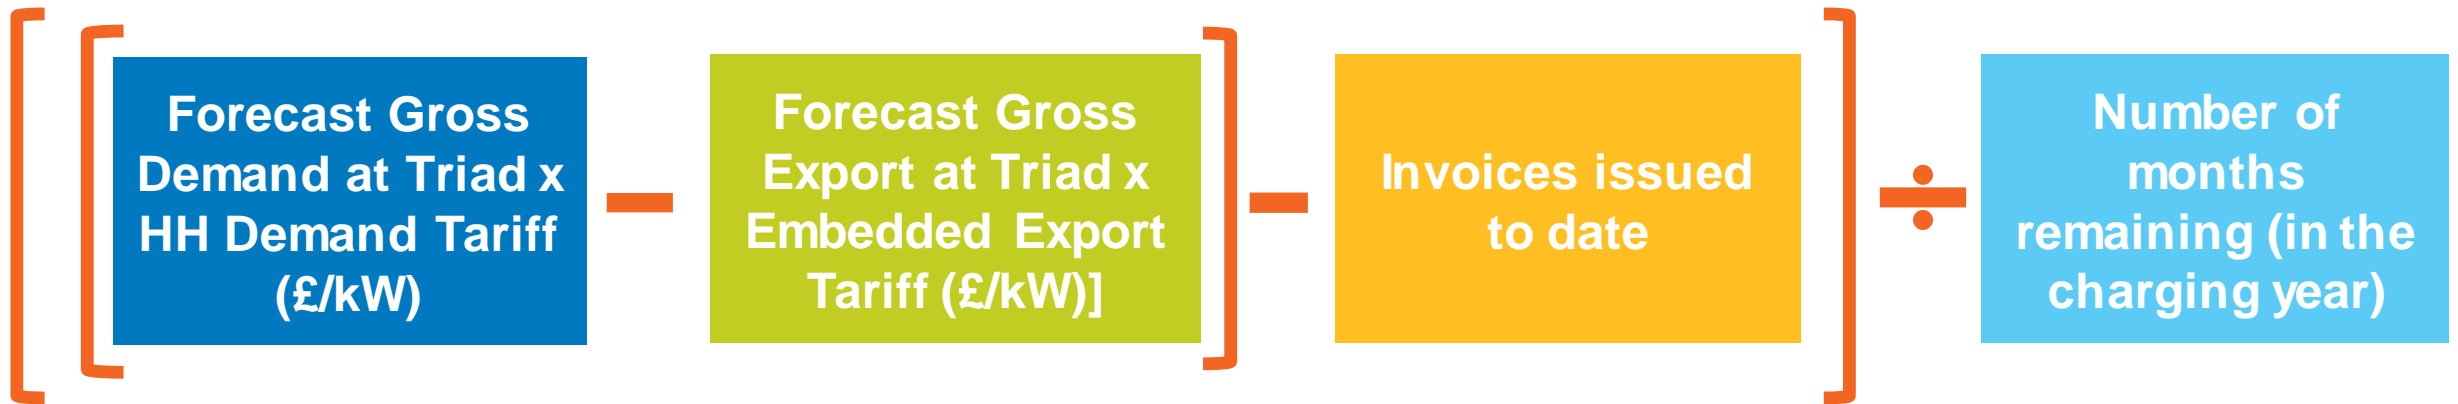 Forecast Gross
Demand at Triad x
HH Demand Tariff
(£/kW)
−
Forecast Gross
Export at Triad x
Embedded Export
Tariff (£/kW)]
−
Invoices issued
to date
÷
Number of
months
remaining (in the
charging year)